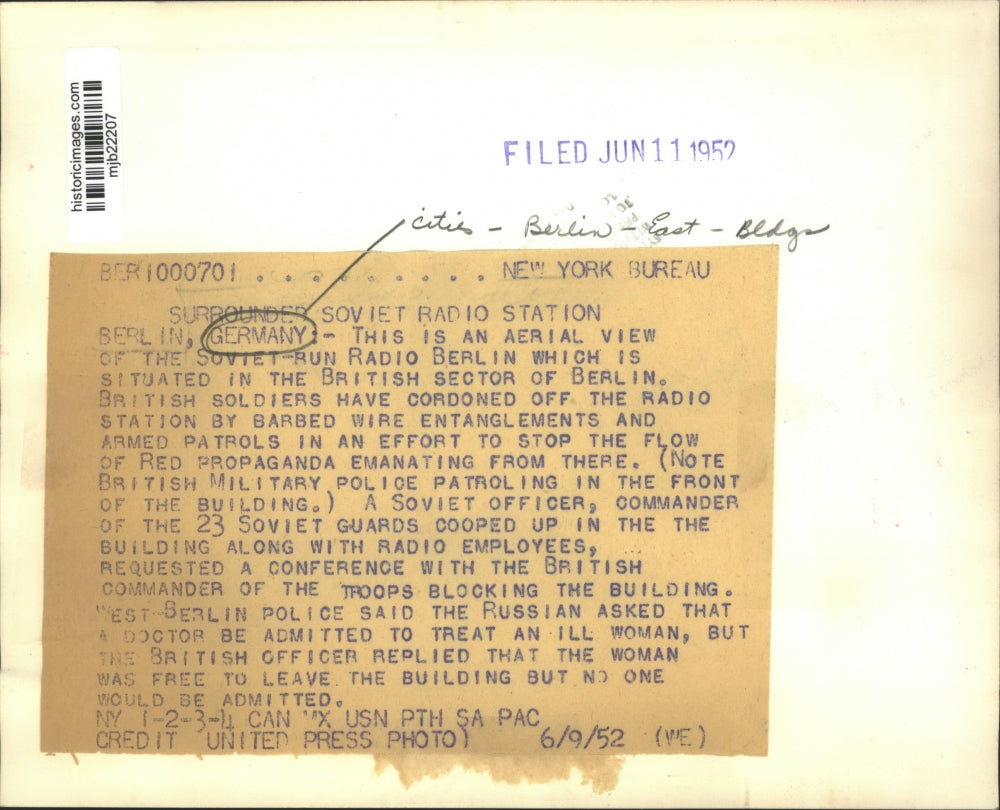 historicimages.com
mjb22207
FILED JUN 11 1952
cities - Berlin - East - Bldgs
BER1000701 . . . . . . . . . . NEW YORK BUREAU
SURROUNDED SOVIET RADIO STATION
BERLIN, GERMANY:- THIS IS AN AERIAL VIEW
OF THE SOVIET-RUN RADIO BERLIN WHICH IS
SITUATED IN THE BRITISH SECTOR OF BERLIN.
BRITISH SOLDIERS HAVE CORDONED OFF THE RADIO
STATION BY BARBED WIRE ENTANGLEMENTS AND
ARMED PATROLS IN AN EFFORT TO STOP THE FLOW
OF RED PROPAGANDA EMANATING FROM THERE. (NOTE
BRITISH MILITARY POLICE PATROLING IN THE FRONT
OF THE BUILDING.) A SOVIET OFFICER, COMMANDER
OF THE 23 SOVIET GUARDS COOPED UP IN THE THE
BUILDING ALONG WITH RADIO EMPLOYEES,
REQUESTED A CONFERENCE WITH THE BRITISH
COMMANDER OF THE TROOPS BLOCKING THE BUILDING.
WEST-BERLIN POLICE SAID THE RUSSIAN ASKED THAT
A DOCTOR BE ADMITTED TO TREAT AN ILL WOMAN, BUT
THE BRITISH OFFICER REPLIED THAT THE WOMAN
WAS FREE TO LEAVE THE BUILDING BUT NO ONE
WOULD BE ADMITTED.
NY 1-2-3-4 CAN MX USN PTH SA PAC
CREDIT UNITED PRESS PHOTO) 6/9/52 (WE)